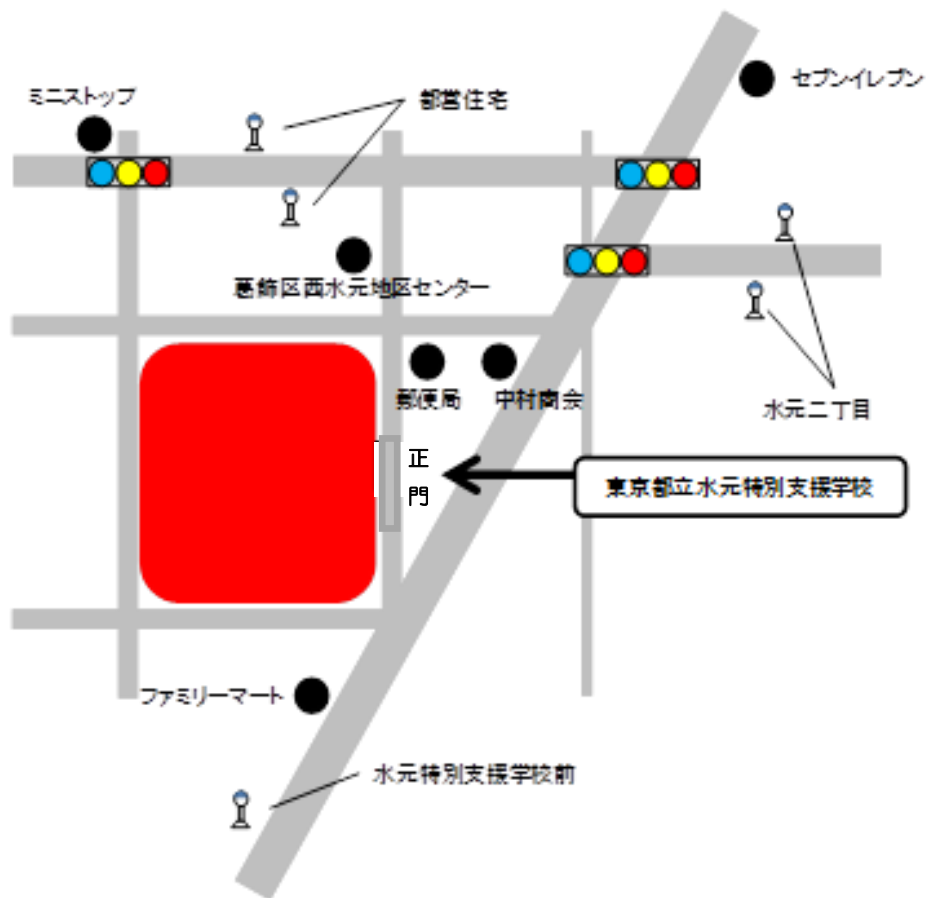 セブンイレブン
ミニストップ
都営住宅
葛飾区西水元地区センター
郵便局
中村商会
水元二丁目
正
門
東京都立水元特別支援学校
ファミリーマート
水元特別支援学校前